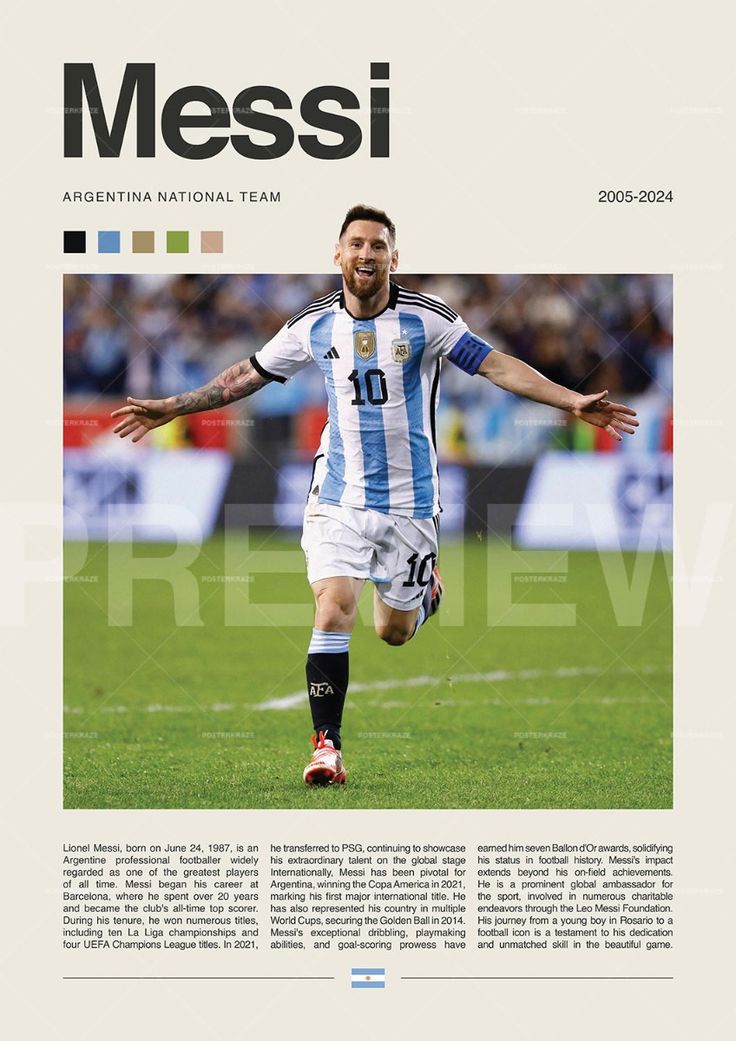 Messi
ARGENTINA NATIONAL TEAM
2005-2024
10
AFA
10
AFA
PREVIEW
POSTERKRAZE
Lionel Messi, born on June 24, 1987, is an
Argentine professional footballer widely
regarded as one of the greatest players
of all time. Messi began his career at
Barcelona, where he spent over 20 years
and became the club's all-time top scorer.
During his tenure, he won numerous titles,
including ten La Liga championships and
four UEFA Champions League titles. In 2021,
he transferred to PSG, continuing to showcase
his extraordinary talent on the global stage
Internationally, Messi has been pivotal for
Argentina, winning the Copa America in 2021,
marking his first major international title. He
has also represented his country in multiple
World Cups, securing the Golden Ball in 2014.
Messi's exceptional dribbling, playmaking
abilities, and goal-scoring prowess have
earned him seven Ballon d'Or awards, solidifying
his status in football history. Messi's impact
extends beyond his on-field achievements.
He is a prominent global ambassador for
the sport, involved in numerous charitable
endeavors through the Leo Messi Foundation.
His journey from a young boy in Rosario to a
football icon is a testament to his dedication
and unmatched skill in the beautiful game.